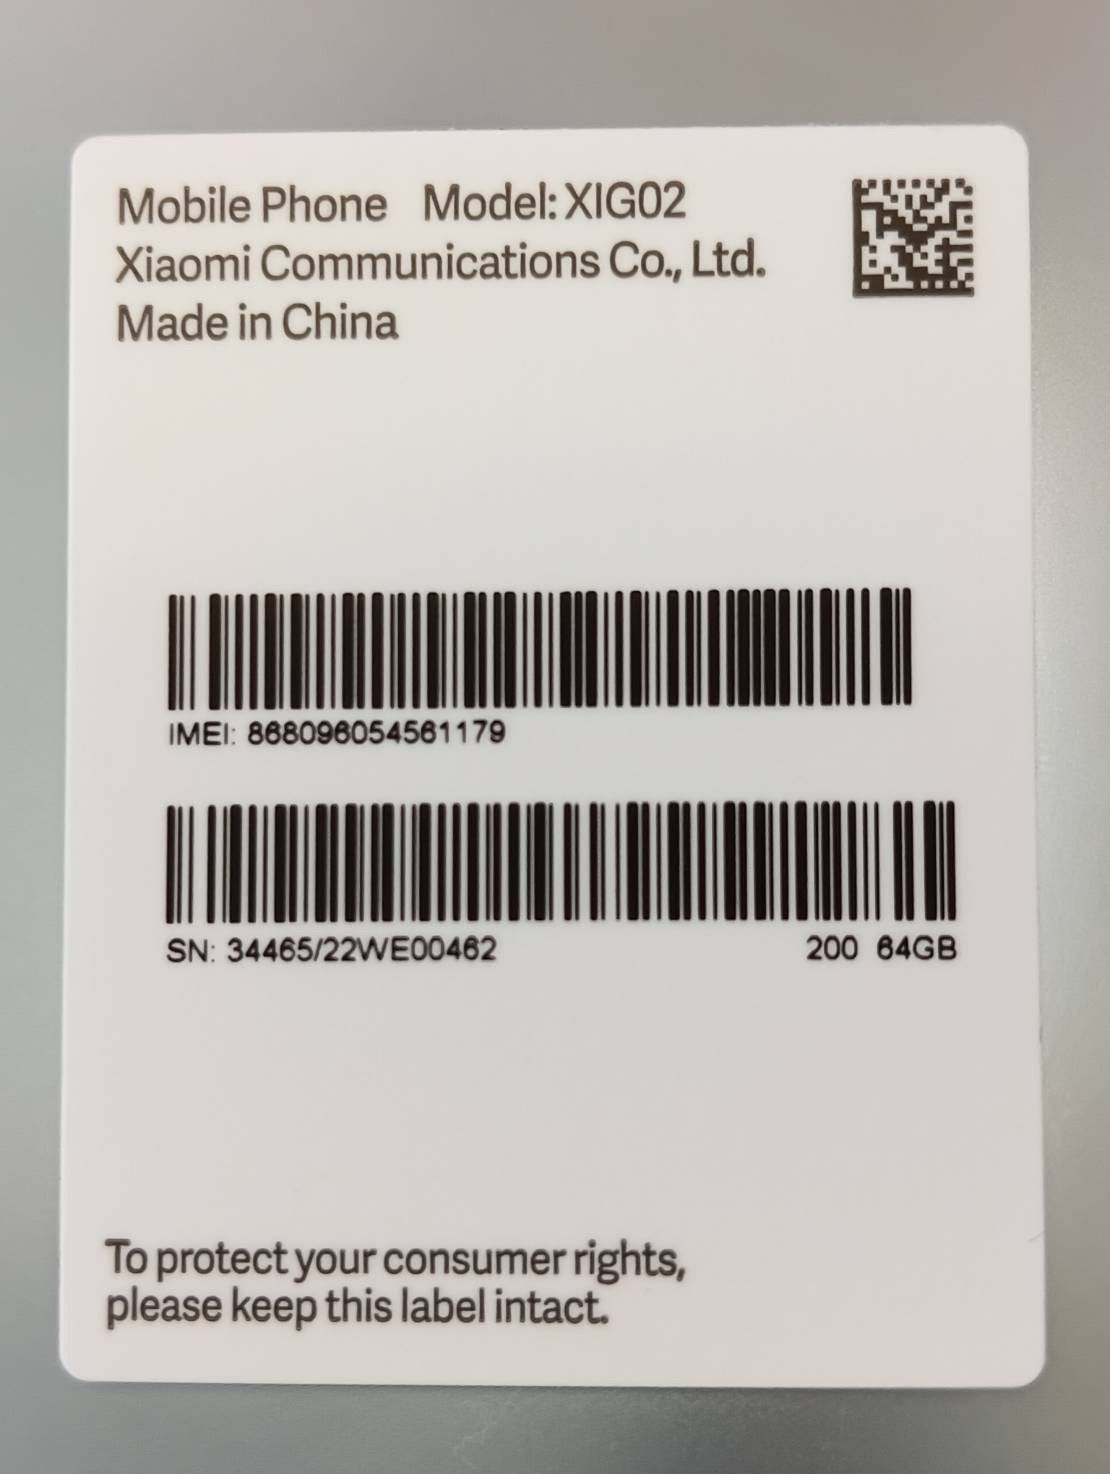 Mobile Phone Model: XIG02
Xiaomi Communications Co., Ltd.
Made in China
IMEI: 868096054561179
SN: 34465/22WE00462 200 64GB
To protect your consumer rights,
please keep this label intact.